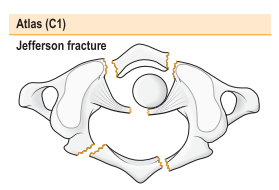 Atlas (C1)
Jefferson fracture